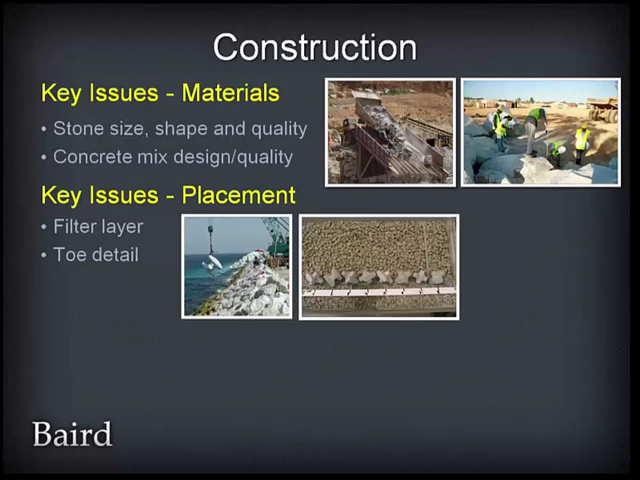 Construction
Key Issues - Materials
• Stone size, shape and quality
• Concrete mix design/quality
Key Issues - Placement
• Filter layer
• Toe detail
Baird